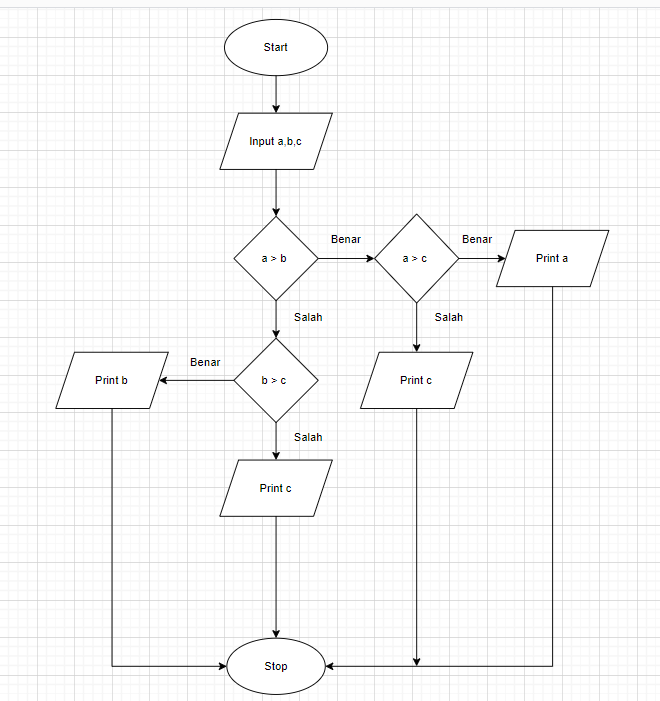 Start
Input a,b,c
a > b
Benar
a > c
Benar
Print a
Salah
Salah
Print b
Benar
b > c
Print c
Salah
Print c
Stop